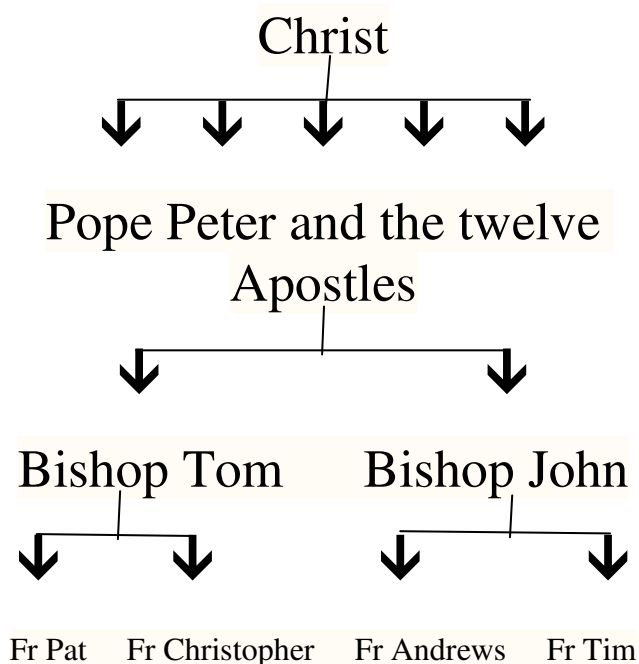 Christ
Pope Peter and the twelve
Apostles
Bishop Tom Bishop John
Fr Pat Fr Christopher Fr Andrews Fr Tim